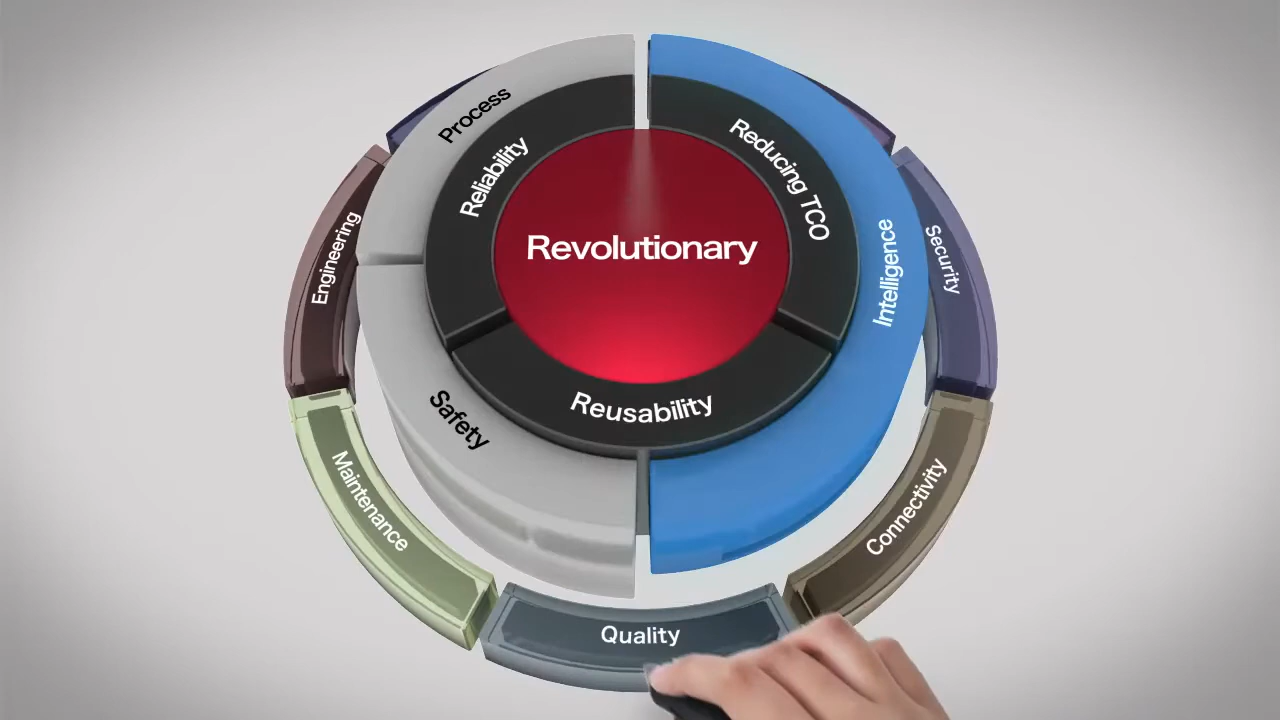 Process
Reliability
Reducing TCO
Revolutionary
Engineering
Intelligence
Security
Reusability
Safety
Maintenance
Connectivity
Quality